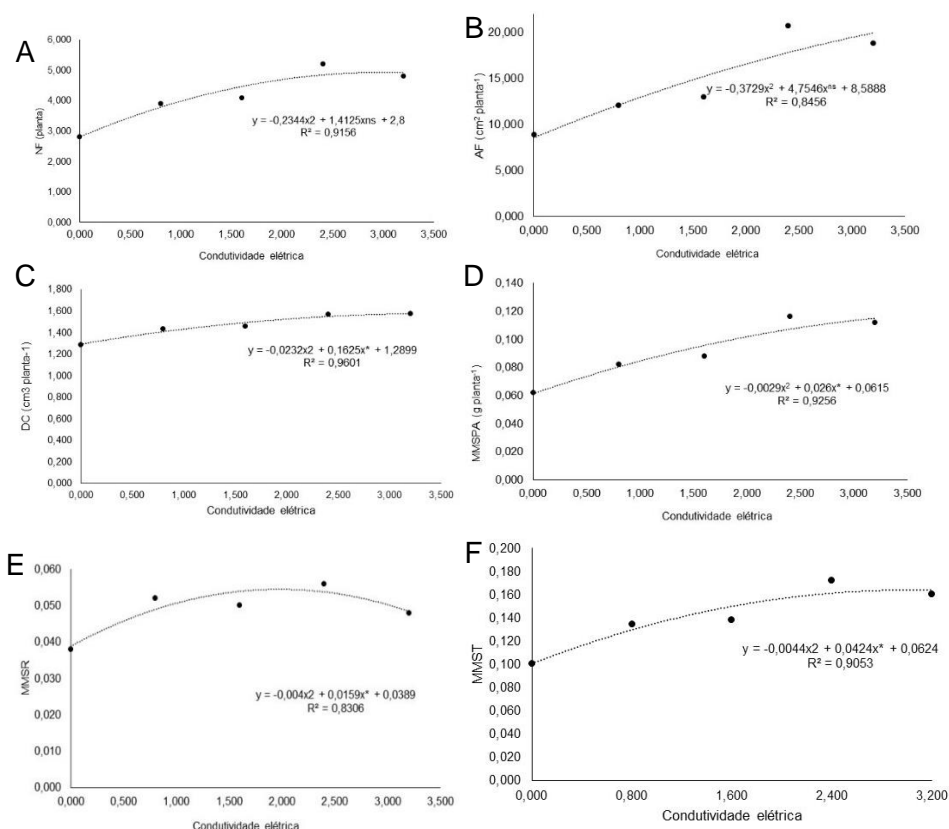 A
6,000
5,000
4,000
3,000
2,000
1,000
0,000
NF (planta)
y = -0,2344x2 + 1,4125xns + 2,8
R² = 0,9156
0,000 0,500 1,000 1,500 2,000 2,500 3,000 3,500
Condutividade elétrica
B
20,000
15,000
10,000
5,000
0,000
AF (cm² planta⁻¹)
y = -0,3729x² + 4,7546xⁿˢ + 8,5888
R² = 0,8456
0,000 0,500 1,000 1,500 2,000 2,500 3,000 3,500
Condutividade elétrica
C
1,800
1,600
1,400
1,200
1,000
0,800
0,600
0,400
0,200
0,000
DC (cm3 planta-1)
y = -0,0232x2 + 0,1625x* + 1,2899
R² = 0,9601
0,000 0,500 1,000 1,500 2,000 2,500 3,000 3,500
Condutividade elétrica
D
0,140
0,120
0,100
0,080
0,060
0,040
0,020
0,000
MMSPA (g planta⁻¹)
y = -0,0029x² + 0,026x* + 0,0615
R² = 0,9256
0,000 0,500 1,000 1,500 2,000 2,500 3,000 3,500
Condutividade elétrica
E
0,060
0,050
0,040
0,030
0,020
0,010
0,000
MMSR
y = -0,004x2 + 0,0159x* + 0,0389
R² = 0,8306
0,000 0,500 1,000 1,500 2,000 2,500 3,000 3,500
Condutividade elétrica
F
0,200
0,180
0,160
0,140
0,120
0,100
0,080
0,060
0,040
0,020
0,000
MMST
y = -0,0044x2 + 0,0424x* + 0,0624
R² = 0,9053
0,000 0,800 1,600 2,400 3,200
Condutividade elétrica